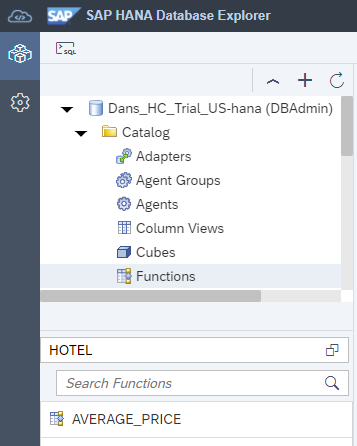 SAP SAP HANA Database Explorer
SQL
Dans_HC_Trial_US-hana (DBAdmin)
Catalog
Adapters
Agent Groups
Agents
Column Views
Cubes
Functions
HOTEL
Search Functions
AVERAGE_PRICE